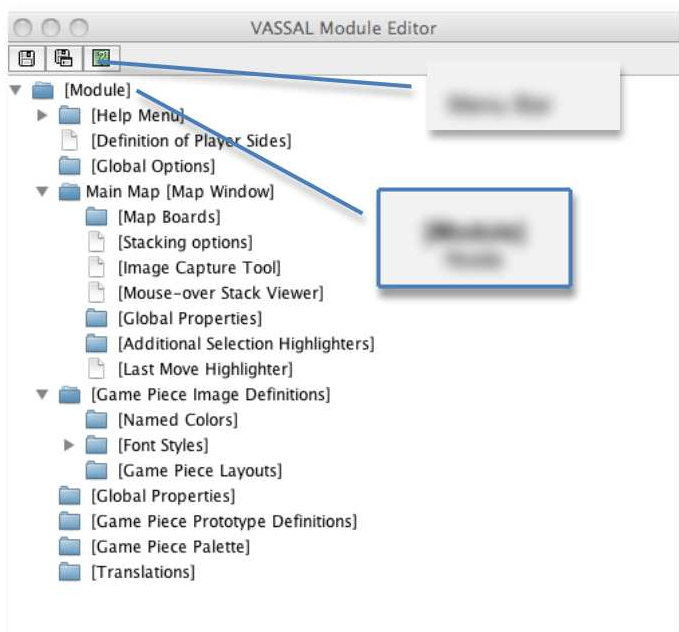 VASSAL Module Editor
[Module]
[Help Menu]
[Definition of Player Sides]
[Global Options]
Main Map [Map Window]
[Map Boards]
[Stacking options]
[Image Capture Tool]
[Mouse-over Stack Viewer]
[Global Properties]
[Additional Selection Highlighters]
[Last Move Highlighter]
[Game Piece Image Definitions]
[Named Colors]
[Font Styles]
[Game Piece Layouts]
[Global Properties]
[Game Piece Prototype Definitions]
[Game Piece Palette]
[Translations]